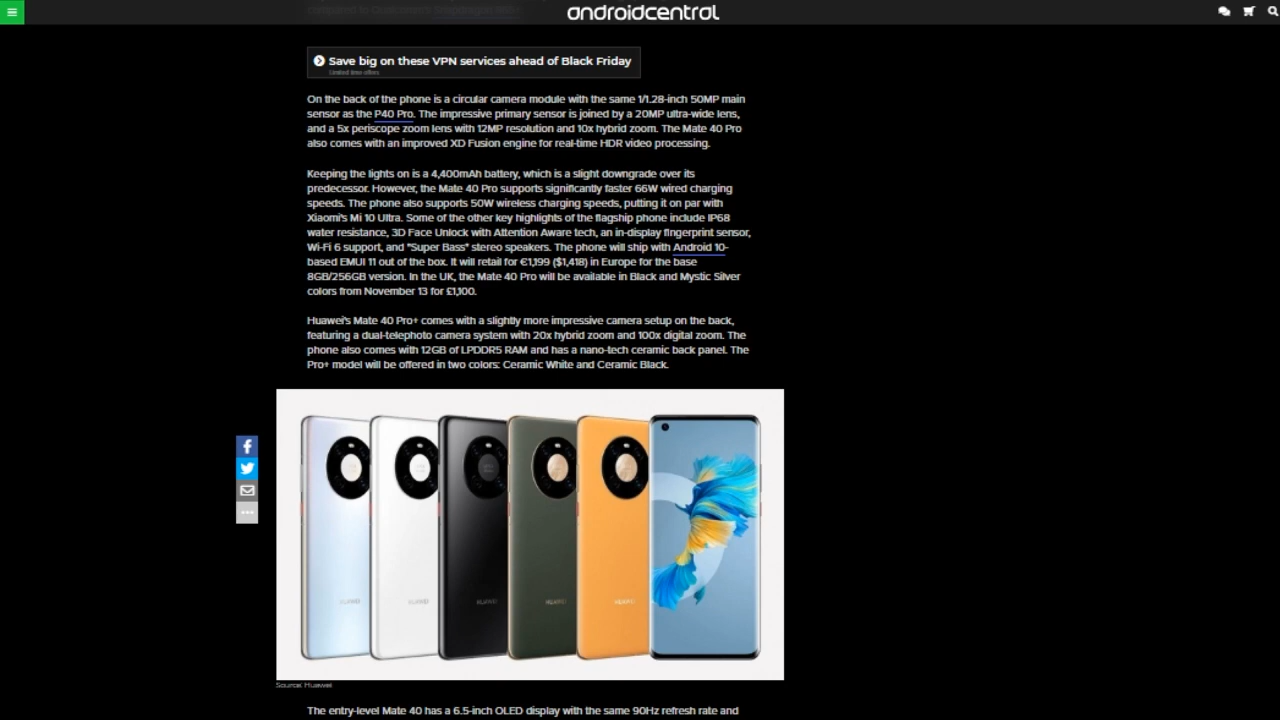 androidcentral
Save big on these VPN services ahead of Black Friday
Limited time offers
On the back of the phone is a circular camera module with the same 1/1.28-inch 50MP main
sensor as the P40 Pro. The impressive primary sensor is joined by a 20MP ultra-wide lens,
and a 5x periscope zoom lens with 12MP resolution and 10x hybrid zoom. The Mate 40 Pro
also comes with an improved XD Fusion engine for real-time HDR video processing.
Keeping the lights on is a 4,400mAh battery, which is a slight downgrade over its
predecessor. However, the Mate 40 Pro supports significantly faster 66W wired charging
speeds. The phone also supports 50W wireless charging speeds, putting it on par with
Xiaomi's Mi 10 Ultra. Some of the other key highlights of the flagship phone include IP68
water resistance, 3D Face Unlock with Attention Aware tech, an in-display fingerprint sensor,
Wi-Fi 6 support, and "Super Bass" stereo speakers. The phone will ship with Android 10-
based EMUI 11 out of the box. It will retail for €1,199 ($1,418) in Europe for the base
8GB/256GB version. In the UK, the Mate 40 Pro will be available in Black and Mystic Silver
colors from November 13 for £1,100.
Huawei's Mate 40 Pro+ comes with a slightly more impressive camera setup on the back,
featuring a dual-telephoto camera system with 20x hybrid zoom and 100x digital zoom. The
phone also comes with 12GB of LPDDR5 RAM and has a nano-tech ceramic back panel. The
Pro+ model will be offered in two colors: Ceramic White and Ceramic Black.
HUAWEI HUAWEI HUAWEI HUAWEI HUAWEI
Source: Huawei
The entry-level Mate 40 has a 6.5-inch OLED display with the same 90Hz refresh rate and